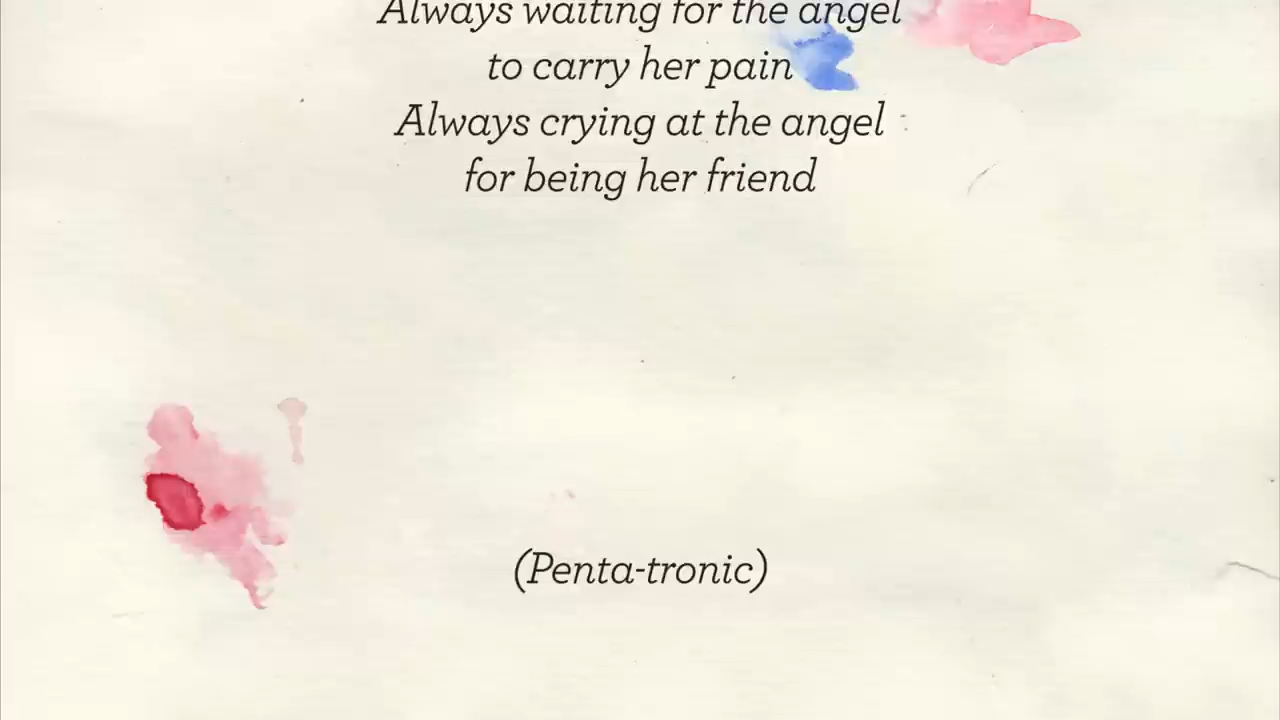 Always waiting for the angel
to carry her pain
Always crying at the angel
for being her friend
(Penta-tronic)